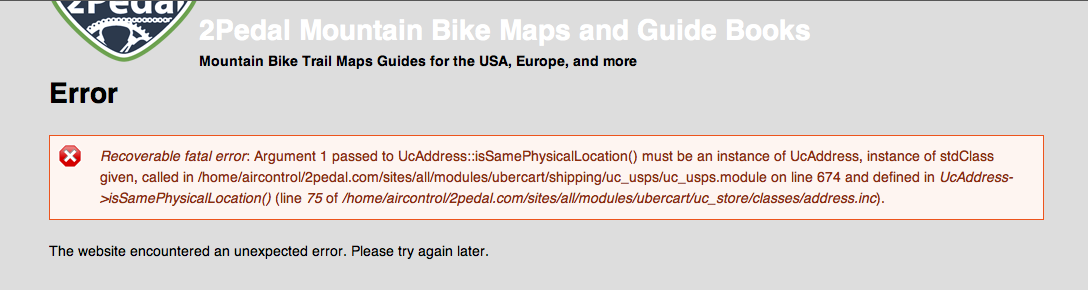 2Pedal
2Pedal Mountain Bike Maps and Guide Books
Mountain Bike Trail Maps Guides for the USA, Europe, and more
Error
Recoverable fatal error: Argument 1 passed to UcAddress::isSamePhysicalLocation() must be an instance of UcAddress, instance of stdClass
given, called in /home/aircontrol/2pedal.com/sites/all/modules/ubercart/shipping/uc_usps/uc_usps.module on line 674 and defined in UcAddress-
>isSamePhysicalLocation() (line 75 of /home/aircontrol/2pedal.com/sites/all/modules/ubercart/uc_store/classes/address.inc).
The website encountered an unexpected error. Please try again later.